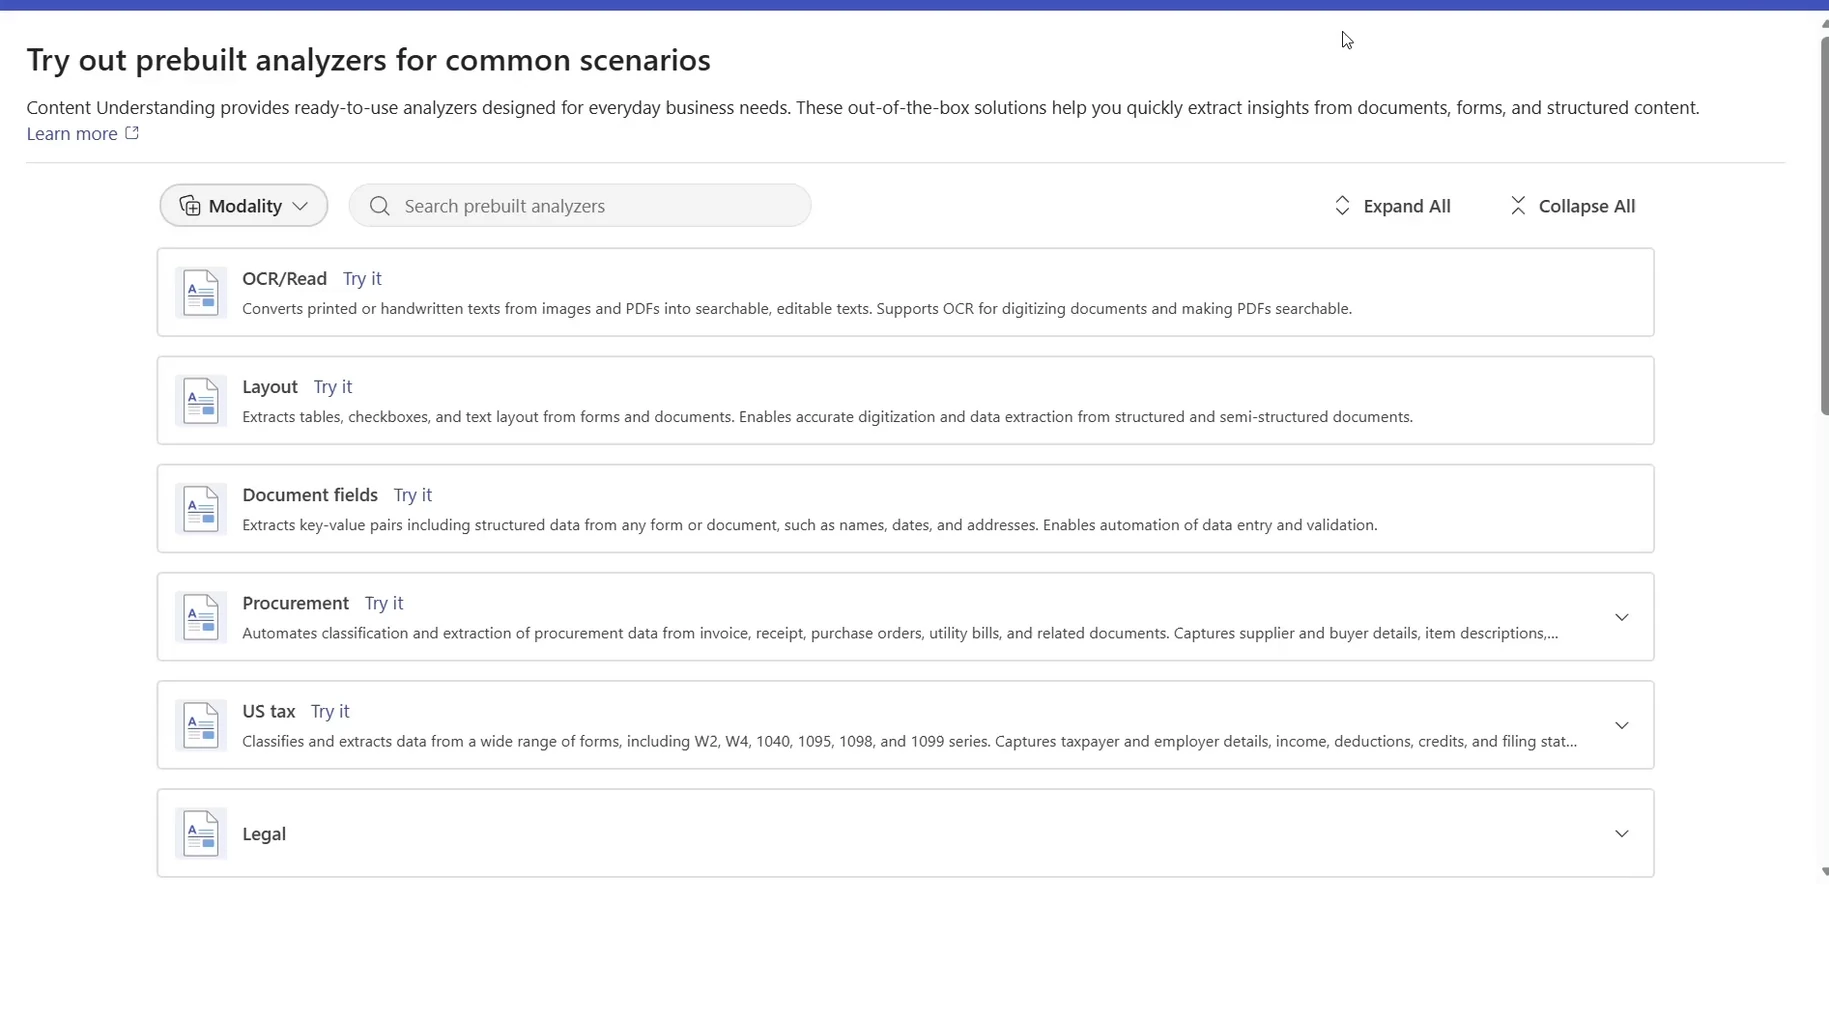 Try out prebuilt analyzers for common scenarios
Content Understanding provides ready-to-use analyzers designed for everyday business needs. These out-of-the-box solutions help you quickly extract insights from documents, forms, and structured content.
Learn more
Modality
Search prebuilt analyzers
Expand All
Collapse All
OCR/Read Try it
Converts printed or handwritten texts from images and PDFs into searchable, editable texts. Supports OCR for digitizing documents and making PDFs searchable.
Layout Try it
Extracts tables, checkboxes, and text layout from forms and documents. Enables accurate digitization and data extraction from structured and semi-structured documents.
Document fields Try it
Extracts key-value pairs including structured data from any form or document, such as names, dates, and addresses. Enables automation of data entry and validation.
Procurement Try it
Automates classification and extraction of procurement data from invoice, receipt, purchase orders, utility bills, and related documents. Captures supplier and buyer details, item descriptions,...
US tax Try it
Classifies and extracts data from a wide range of forms, including W2, W4, 1040, 1095, 1098, and 1099 series. Captures taxpayer and employer details, income, deductions, credits, and filing stat...
Legal